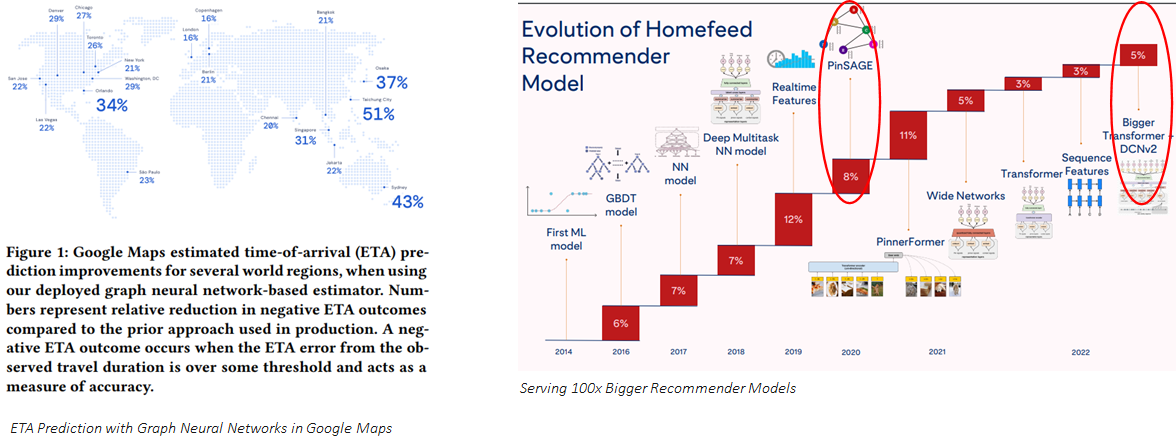 Denver
29%
Chicago
27%
Toronto
26%
New York
21%
Washington, DC
29%
San Jose
22%
Orlando
34%
Las Vegas
22%
São Paulo
23%
Copenhagen
16%
London
16%
Berlin
21%
Bangkok
21%
Osaka
37%
Taichung City
51%
Chennai
20%
Singapore
31%
Jakarta
22%
Sydney
43%
Figure 1: Google Maps estimated time-of-arrival (ETA) pre-
diction improvements for several world regions, when using
our deployed graph neural network-based estimator. Num-
bers represent relative reduction in negative ETA outcomes
compared to the prior approach used in production. A neg-
ative ETA outcome occurs when the ETA error from the ob-
served travel duration is over some threshold and acts as a
measure of accuracy.
ETA Prediction with Graph Neural Networks in Google Maps
Evolution of Homefeed
Recommender
Model
First ML
model
GBDT
model
6%
NN
model
7%
Deep Multitask
NN model
7%
Realtime
Features
12%
PinSAGE
8%
11%
PinnerFormer
5%
Wide Networks
3%
Transformer
3%
Sequence
Features
5%
Bigger
Transformer +
DCNv2
2014
2016
2017
2018
2019
2020
2021
2022
Serving 100x Bigger Recommender Models